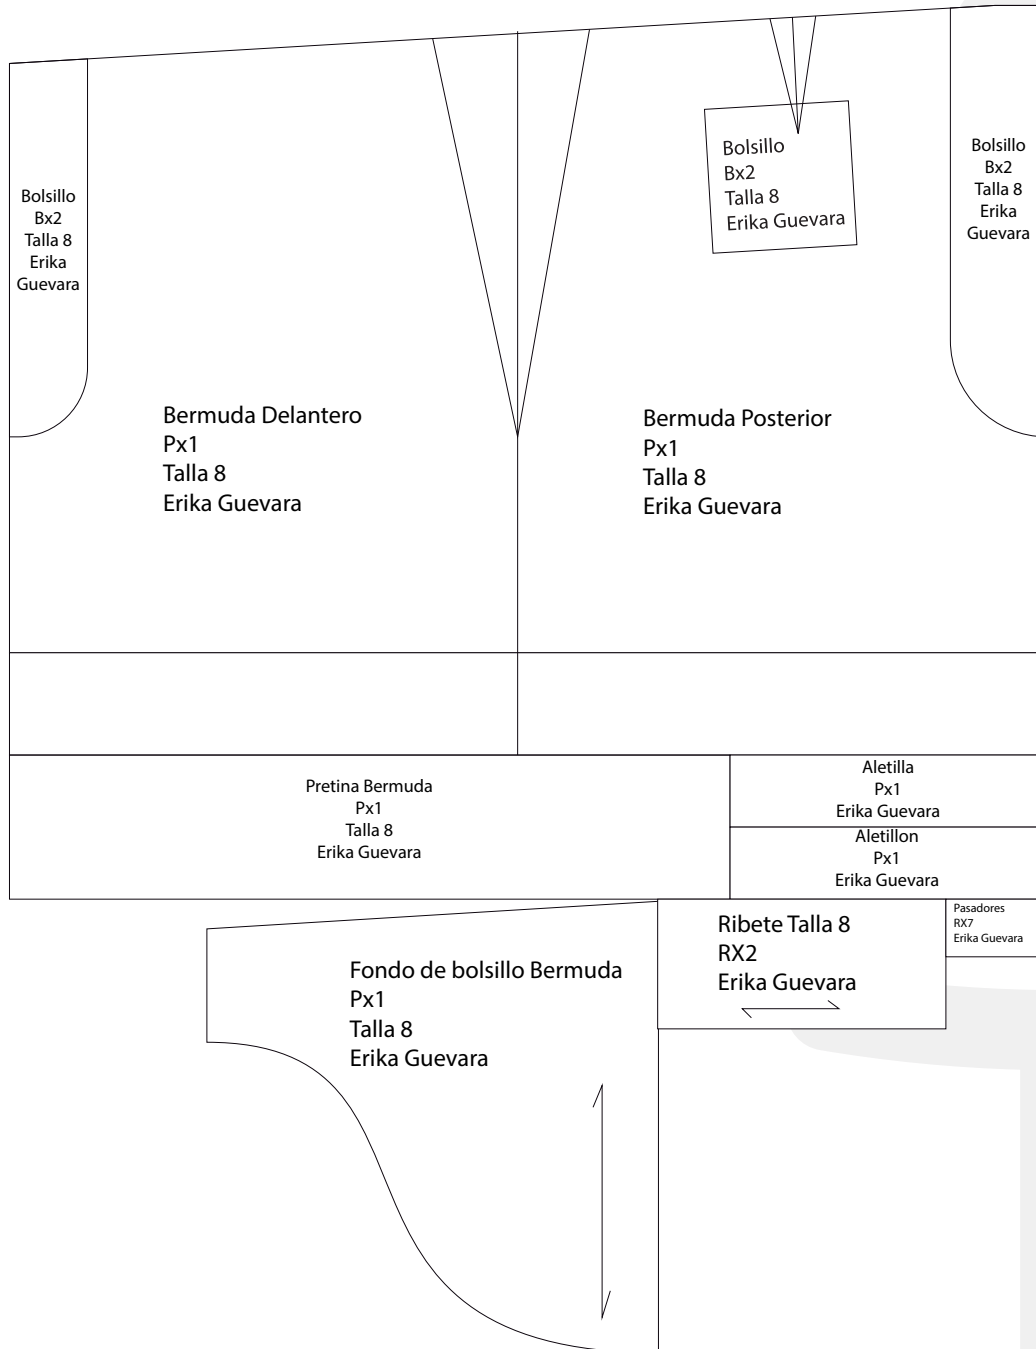 Bolsillo
Bx2
Talla 8
Erika
Guevara
Bolsillo
Bx2
Talla 8
Erika Guevara
Bolsillo
Bx2
Talla 8
Erika
Guevara
Bermuda Delantero
Px1
Talla 8
Erika Guevara
Bermuda Posterior
Px1
Talla 8
Erika Guevara
Pretina Bermuda
Px1
Talla 8
Erika Guevara
Aletilla
Px1
Erika Guevara
Aletillon
Px1
Erika Guevara
Fondo de bolsillo Bermuda
Px1
Talla 8
Erika Guevara
Ribete Talla 8
RX2
Erika Guevara
Pasadores
RX7
Erika Guevara